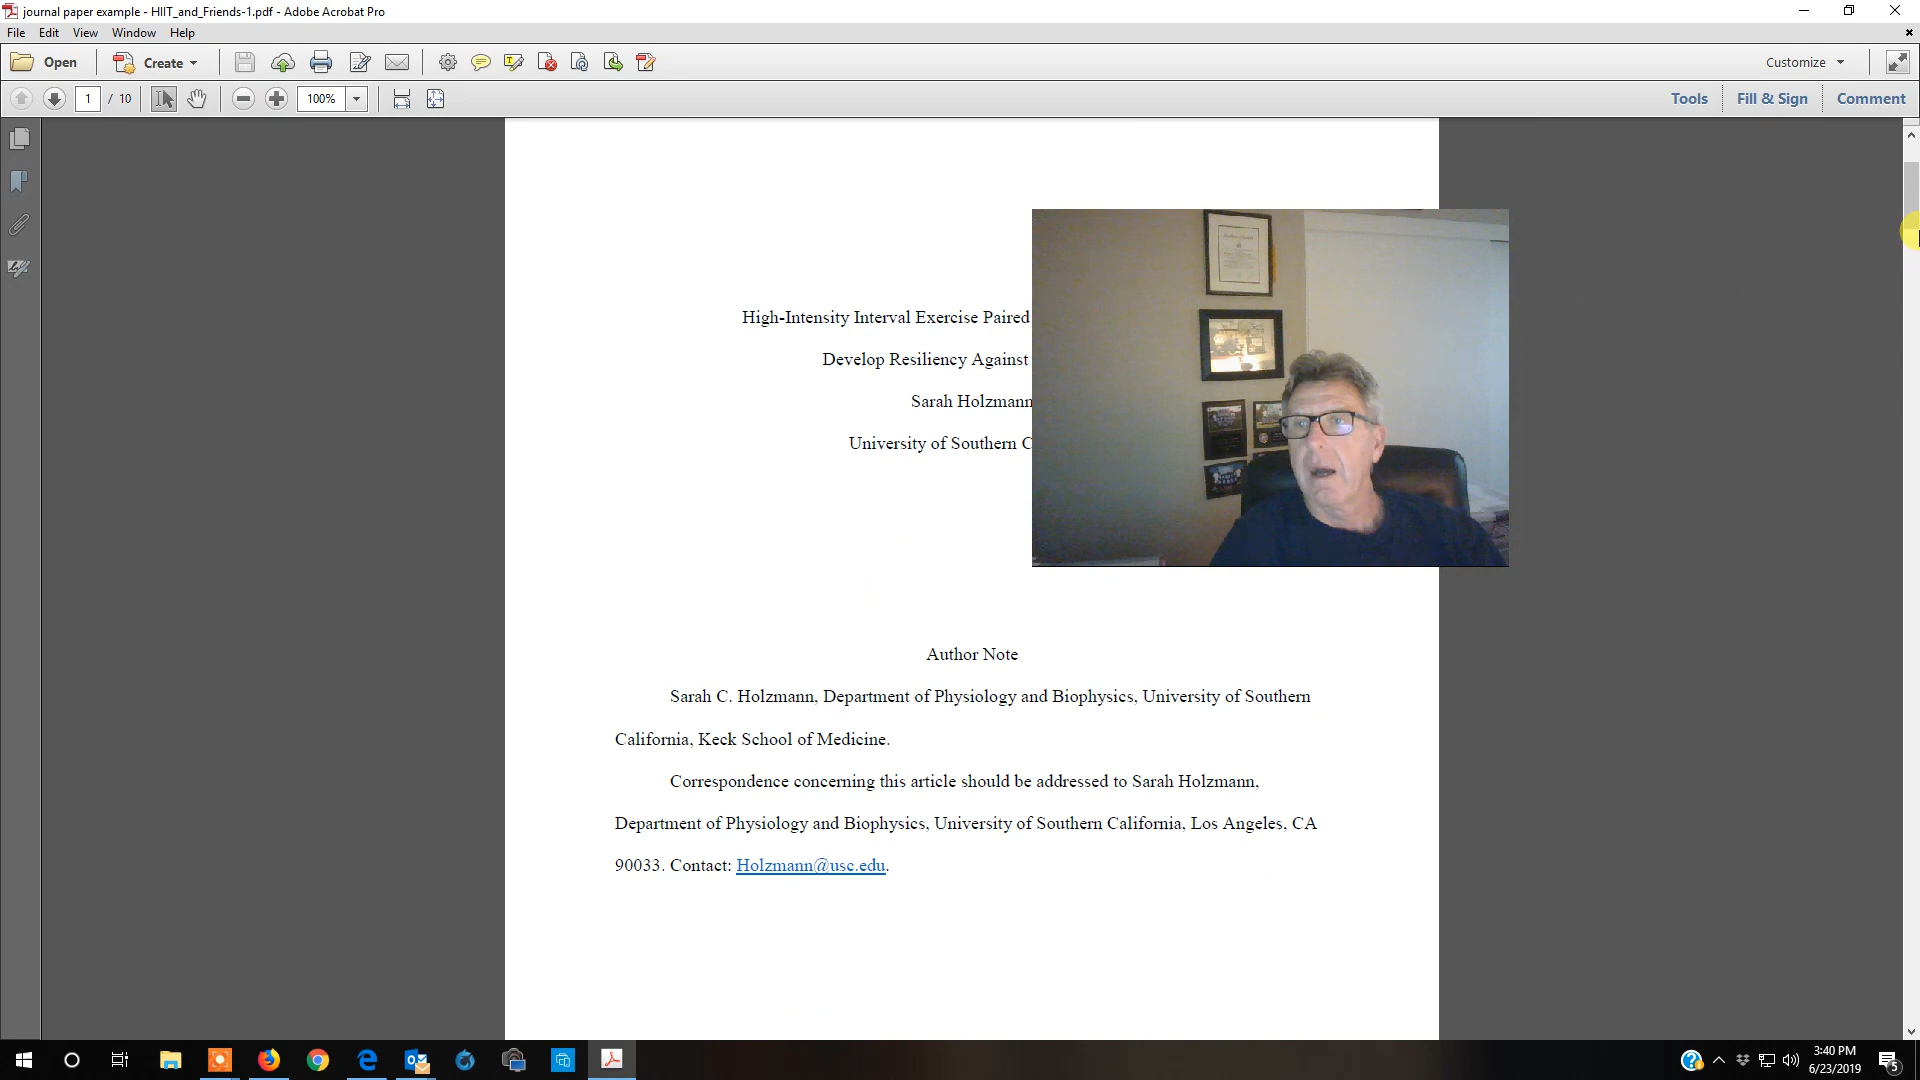 journal paper example - HIIT_and_Friends-1.pdf - Adobe Acrobat Pro
File Edit View Window Help
Open Create Customize
1 / 10 100% Tools Fill & Sign Comment
High-Intensity Interval Exercise Paired
Develop Resiliency Against
Sarah Holzmann
University of Southern C
Author Note
Sarah C. Holzmann, Department of Physiology and Biophysics, University of Southern
California, Keck School of Medicine.
Correspondence concerning this article should be addressed to Sarah Holzmann,
Department of Physiology and Biophysics, University of Southern California, Los Angeles, CA
90033. Contact: Holzmann@usc.edu.
3:40 PM
6/23/2019
5